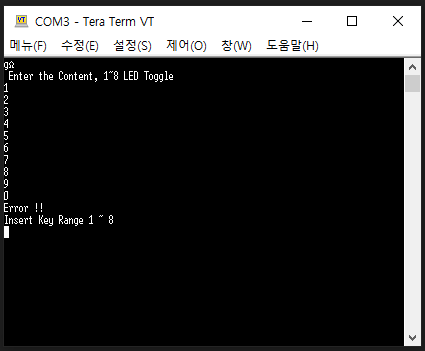 COM3 - Tera Term VT
메뉴(F) 수정(E) 설정(S) 제어(O) 창(W) 도움말(H)
gΩ
Enter the Content, 1~8 LED Toggle
1
2
3
4
5
6
7
8
9
0
Error !!
Insert Key Range 1 ~ 8